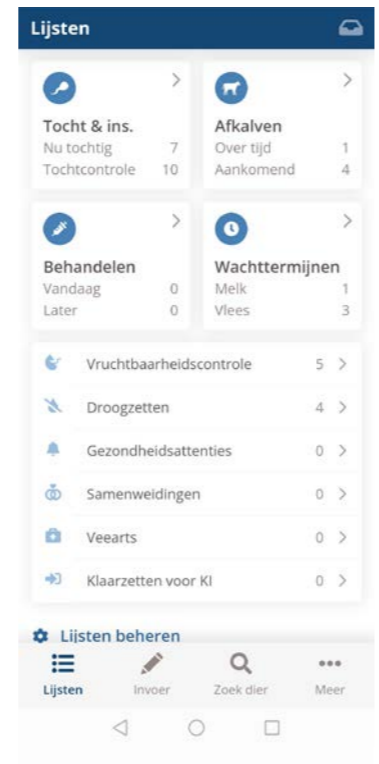 Lijsten
Tocht & ins.
Nu tochtig 7
Tochtcontrole 10
Afkalven
Over tijd 1
Aankomend 4
Behandelen
Vandaag 0
Later 0
Wachttermijnen
Melk 1
Vlees 3
Vruchtbaarheidscontrole 5
Droogzetten 4
Gezondheidsattenties 0
Samenweidingen 0
Veearts 0
Klaarzetten voor KI 0
Lijsten beheren
Lijsten Invoer Zoek dier Meer